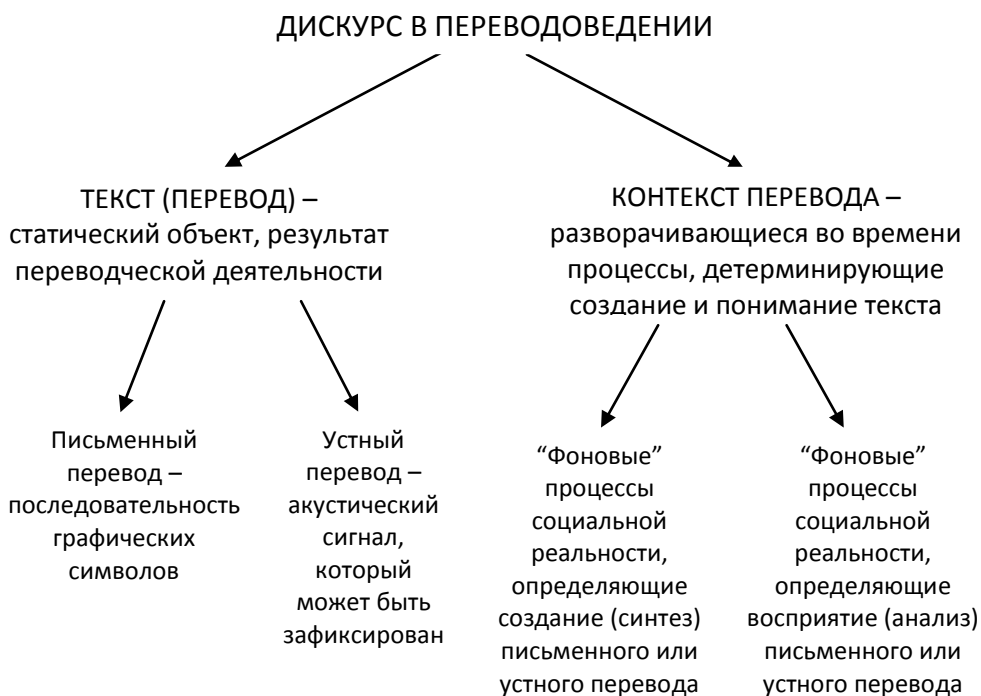 ДИСКУРС В ПЕРЕВОДОВЕДЕНИИ
ТЕКСТ (ПЕРЕВОД) –
статический объект, результат
переводческой деятельности
КОНТЕКСТ ПЕРЕВОДА –
разворачивающиеся во времени
процессы, детерминирующие
создание и понимание текста
Письменный
перевод –
последовательность
графических
символов
Устный
перевод –
акустический
сигнал,
который
может быть
зафиксирован
“Фоновые”
процессы
социальной
реальности,
определяющие
создание (синтез)
письменного или
устного перевода
“Фоновые”
процессы
социальной
реальности,
определяющие
восприятие (анализ)
письменного или
устного перевода